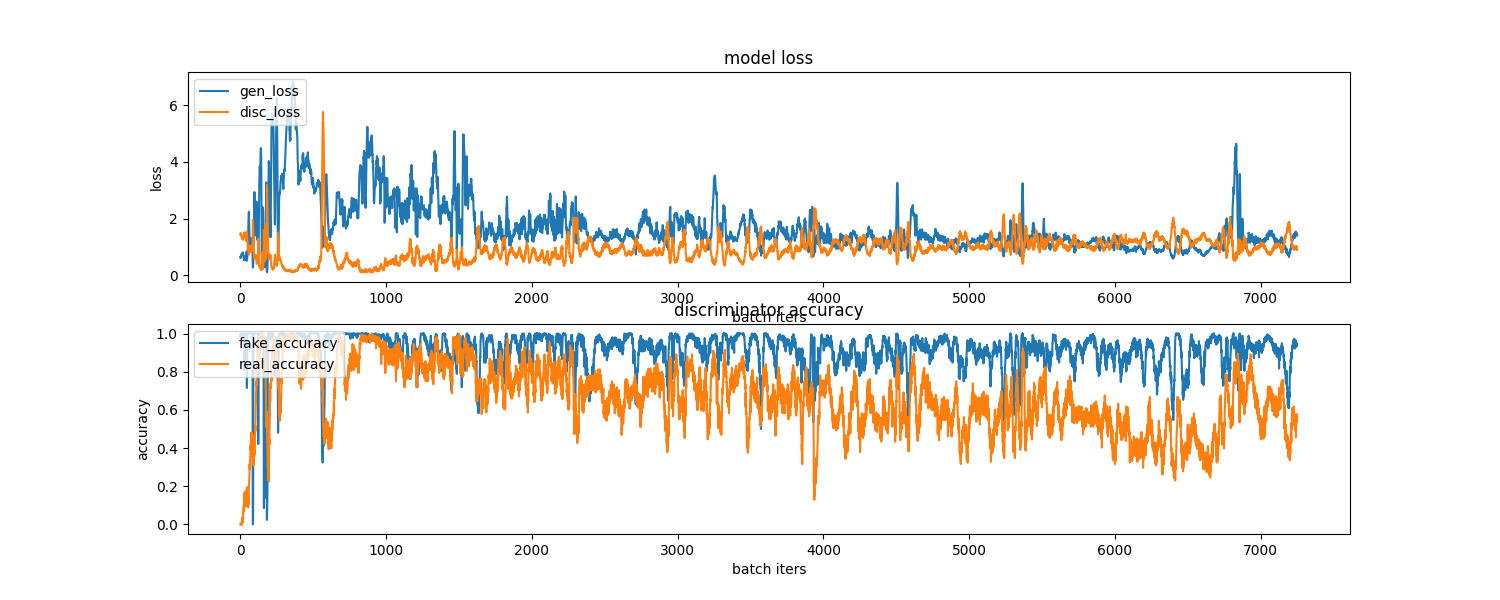 model loss
gen_loss
disc_loss
6
4
2
0
loss
0 1000 2000 3000 4000 5000 6000 7000
batch iters
discriminator accuracy
fake_accuracy
real_accuracy
1.0
0.8
0.6
0.4
0.2
0.0
accuracy
0 1000 2000 3000 4000 5000 6000 7000
batch iters